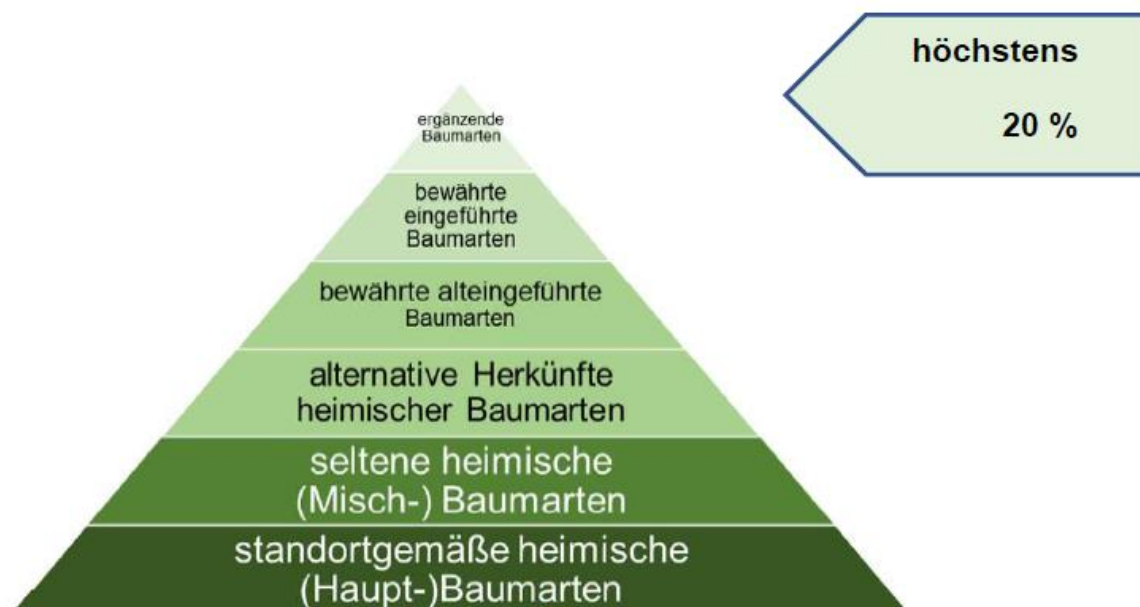 höchstens
20 %
ergänzende
Baumarten
bewährte
eingeführte
Baumarten
bewährte alteingeführte
Baumarten
alternative Herkünfte
heimischer Baumarten
seltene heimische
(Misch-) Baumarten
standortgemäße heimische
(Haupt-)Baumarten